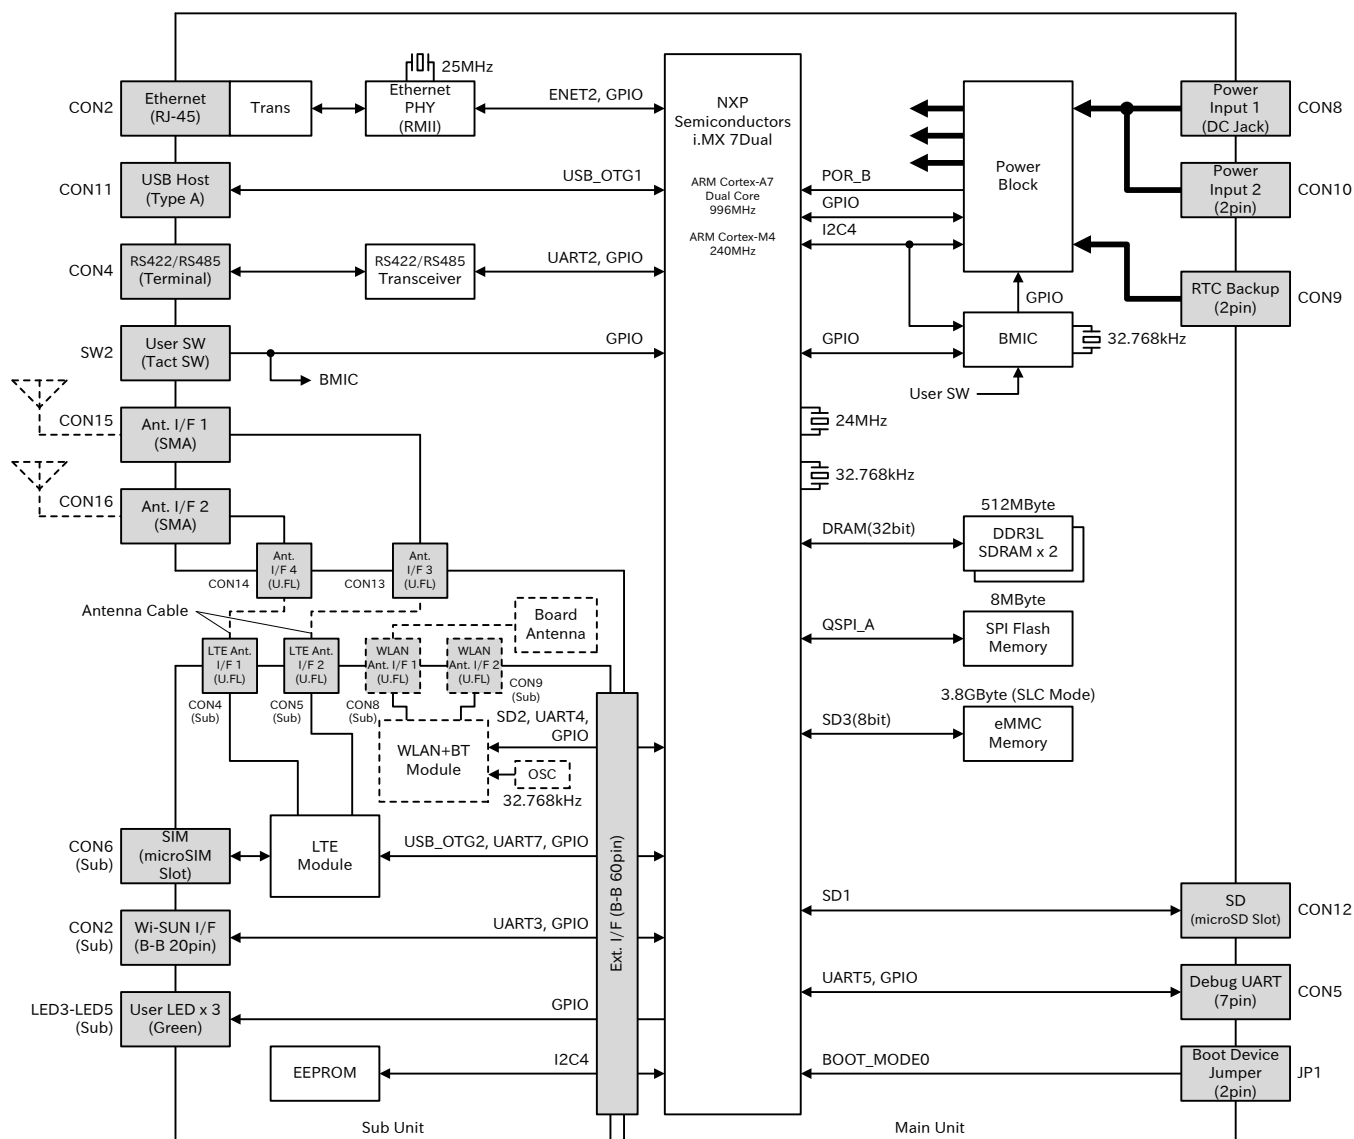 25MHz
CON2
Ethernet
(RJ-45)
Trans
Ethernet
PHY
(RMII)
ENET2, GPIO
NXP
Semiconductors
i.MX 7Dual
ARM Cortex-A7
Dual Core
996MHz
ARM Cortex-M4
240MHz
Power
Block
Power
Input 1
(DC Jack)
CON8
CON11
USB Host
(Type A)
USB_OTG1
POR_B
GPIO
I2C4
Power
Input 2
(2pin)
CON10
CON4
RS422/RS485
(Terminal)
RS422/RS485
Transceiver
UART2, GPIO
GPIO
RTC Backup
(2pin)
CON9
SW2
User SW
(Tact SW)
GPIO
BMIC
GPIO
BMIC
32.768kHz
User SW
CON15
Ant. I/F 1
(SMA)
24MHz
CON16
Ant. I/F 2
(SMA)
32.768kHz
512MByte
DRAM(32bit)
DDR3L
SDRAM x 2
CON14
Ant.
I/F 4
(U.FL)
CON13
Ant.
I/F 3
(U.FL)
Antenna Cable
Board
Antenna
8MByte
QSPI_A
SPI Flash
Memory
LTE Ant.
I/F 1
(U.FL)
LTE Ant.
I/F 2
(U.FL)
WLAN
Ant. I/F 1
(U.FL)
WLAN
Ant. I/F 2
(U.FL)
CON4
(Sub)
CON5
(Sub)
CON8
(Sub)
CON9
(Sub)
3.8GByte (SLC Mode)
SD3(8bit)
eMMC
Memory
SD2, UART4,
GPIO
WLAN+BT
Module
OSC
32.768kHz
CON6
(Sub)
SIM
(microSIM
Slot)
LTE
Module
USB_OTG2, UART7, GPIO
Ext. I/F (B-B 60pin)
SD1
SD
(microSD Slot)
CON12
CON2
(Sub)
Wi-SUN I/F
(B-B 20pin)
UART3, GPIO
UART5, GPIO
Debug UART
(7pin)
CON5
LED3-LED5
(Sub)
User LED x 3
(Green)
GPIO
EEPROM
I2C4
BOOT_MODE0
Boot Device
Jumper
(2pin)
JP1
Sub Unit
Main Unit